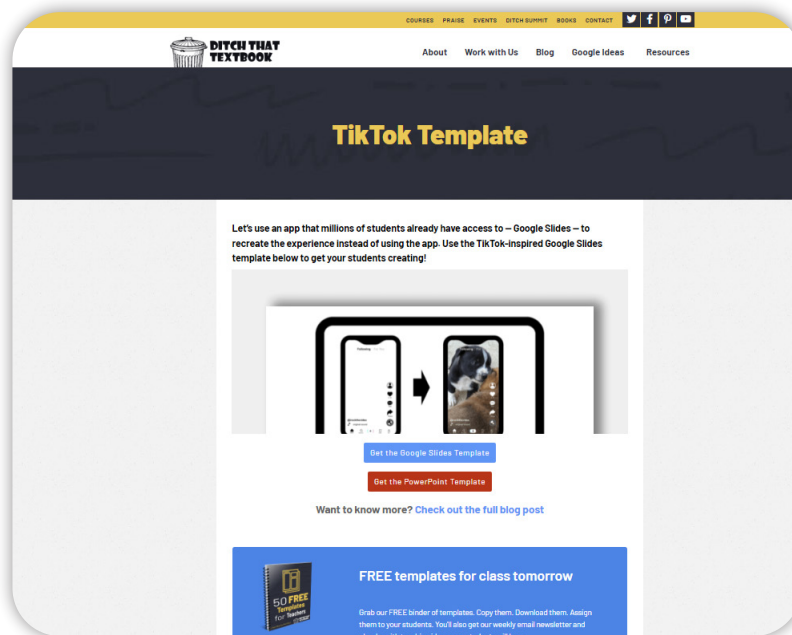 COURSES PRAISE EVENTS DITCH SUMMIT BOOKS CONTACT
DITCH THAT
TEXTBOOK
About Work with Us Blog Google Ideas Resources
TikTok Template
Let's use an app that millions of students already have access to – Google Slides – to
recreate the experience instead of using the app. Use the TikTok-inspired Google Slides
template below to get your students creating!
Following
Get the Google Slides Template
Get the PowerPoint Template
Want to know more? Check out the full blog post
50 FREE
Templates
for Teachers
FREE templates for class tomorrow
Grab our FREE binder of templates. Copy them. Download them. Assign
them to your students. You'll also get our weekly email newsletter and